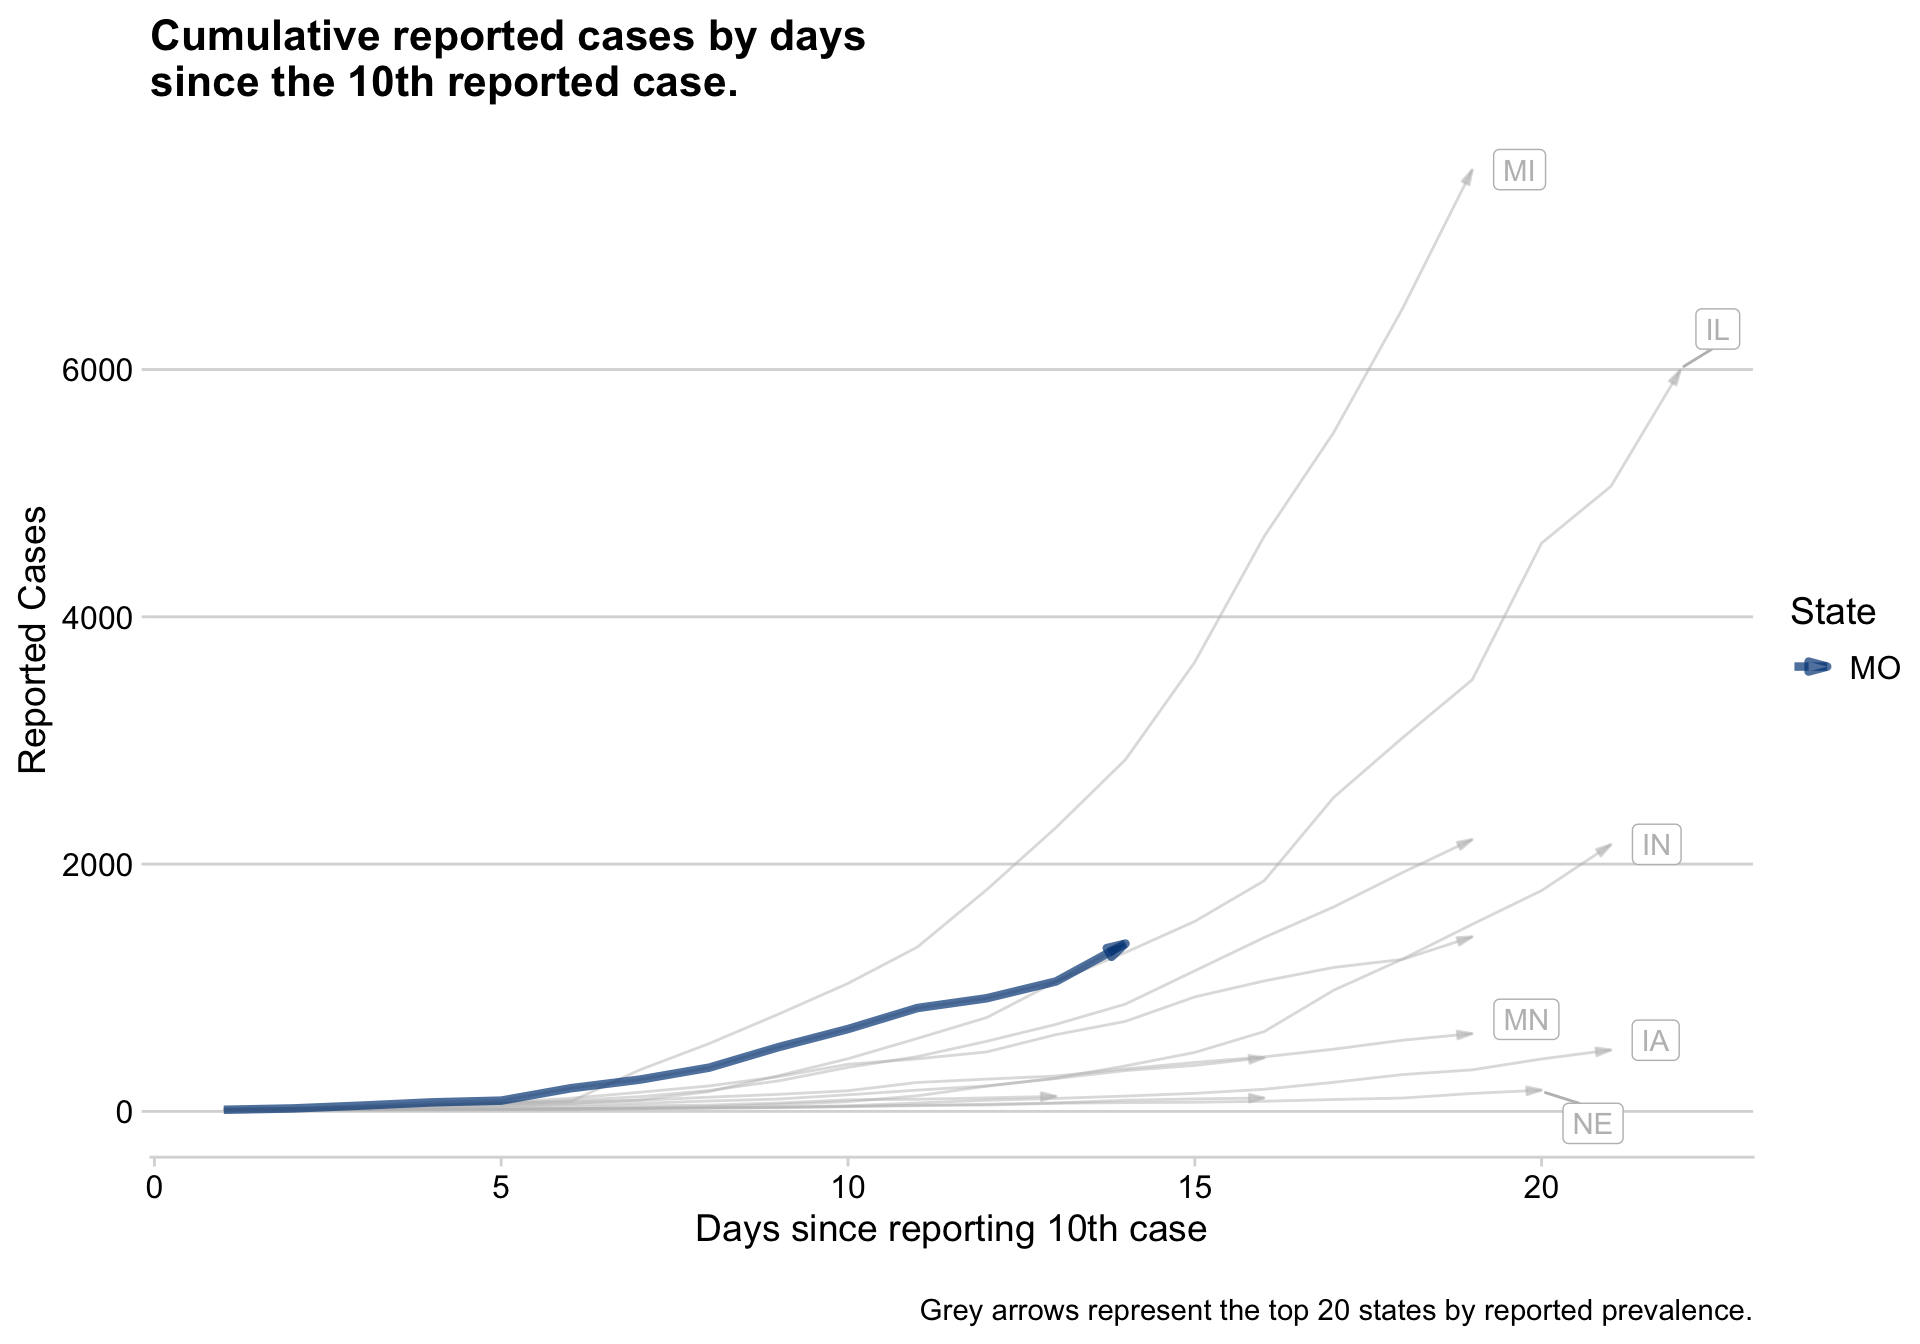 Cumulative reported cases by days
since the 10th reported case.
MI
IL
6000
Reported Cases
4000
State
MO
2000
IN
MN
IA
0
NE
0 5 10 15 20
Days since reporting 10th case
Grey arrows represent the top 20 states by reported prevalence.